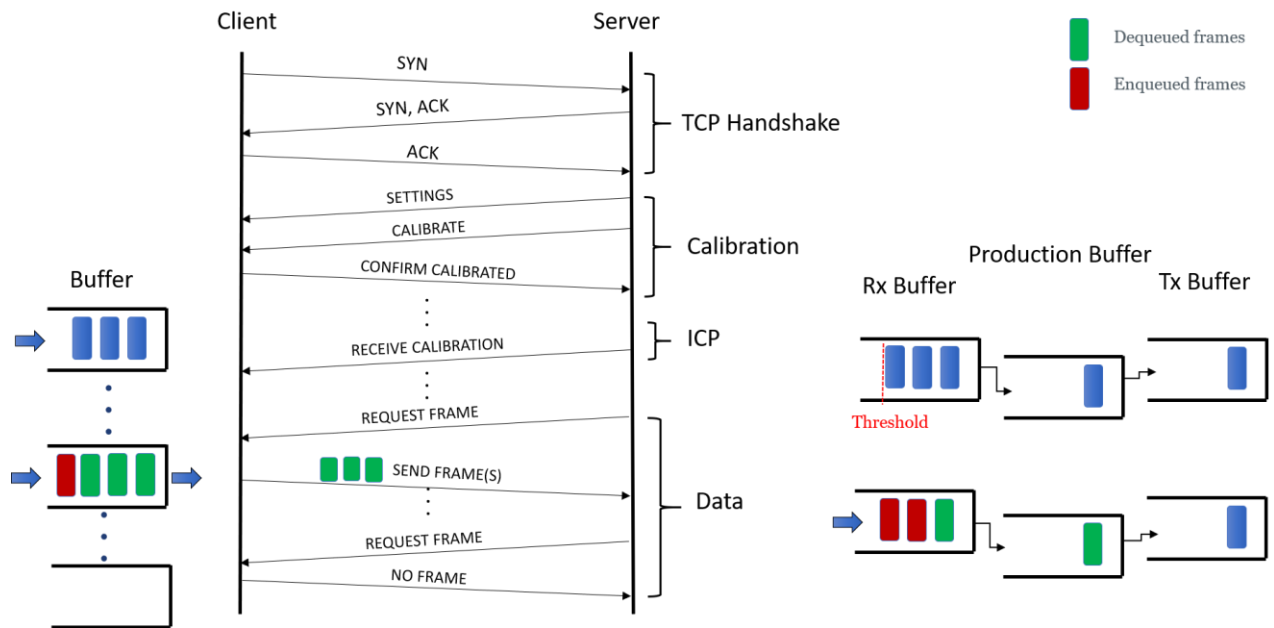 Client
Server
Dequeued frames
Enqueued frames
SYN
SYN, ACK
TCP Handshake
ACK
SETTINGS
CALIBRATE
Calibration
CONFIRM CALIBRATED
Buffer
Production Buffer
Rx Buffer
Tx Buffer
ICP
RECEIVE CALIBRATION
Threshold
REQUEST FRAME
SEND FRAME(S)
Data
REQUEST FRAME
NO FRAME